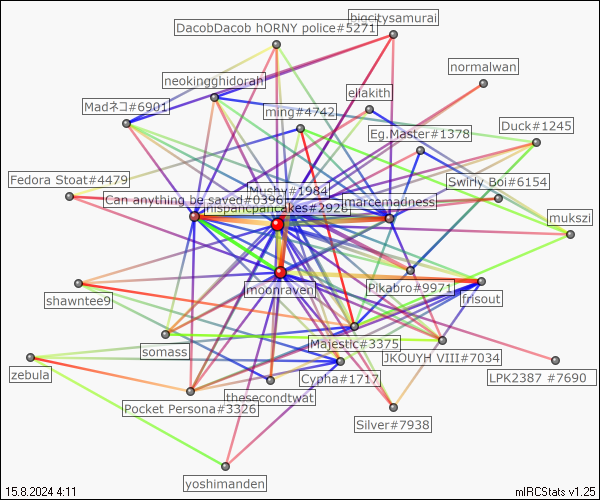 DacobDacob hORNY police#5271
bigcitysamurai
normalwan
neokingghidorah
eliakith
Madネコ#6901
ming#4742
Duck#1245
Eg.Master#1378
Fedora Stoat#4479
Swirly Boi#6154
Mushy#1984
Can anything be saved#0396
marcemadness
hispancpancakes#2926
mukszi
moonraven
Pikabro#9971
frisout
shawntee9
Majestic#3375
somass
JKOUYH VIII#7034
zebula
Cypha#1717
LPK2387 #7690
thesecondtwat
Pocket Persona#3326
Silver#7938
yoshimanden
15.8.2024 4:11
mIRCStats v1.25